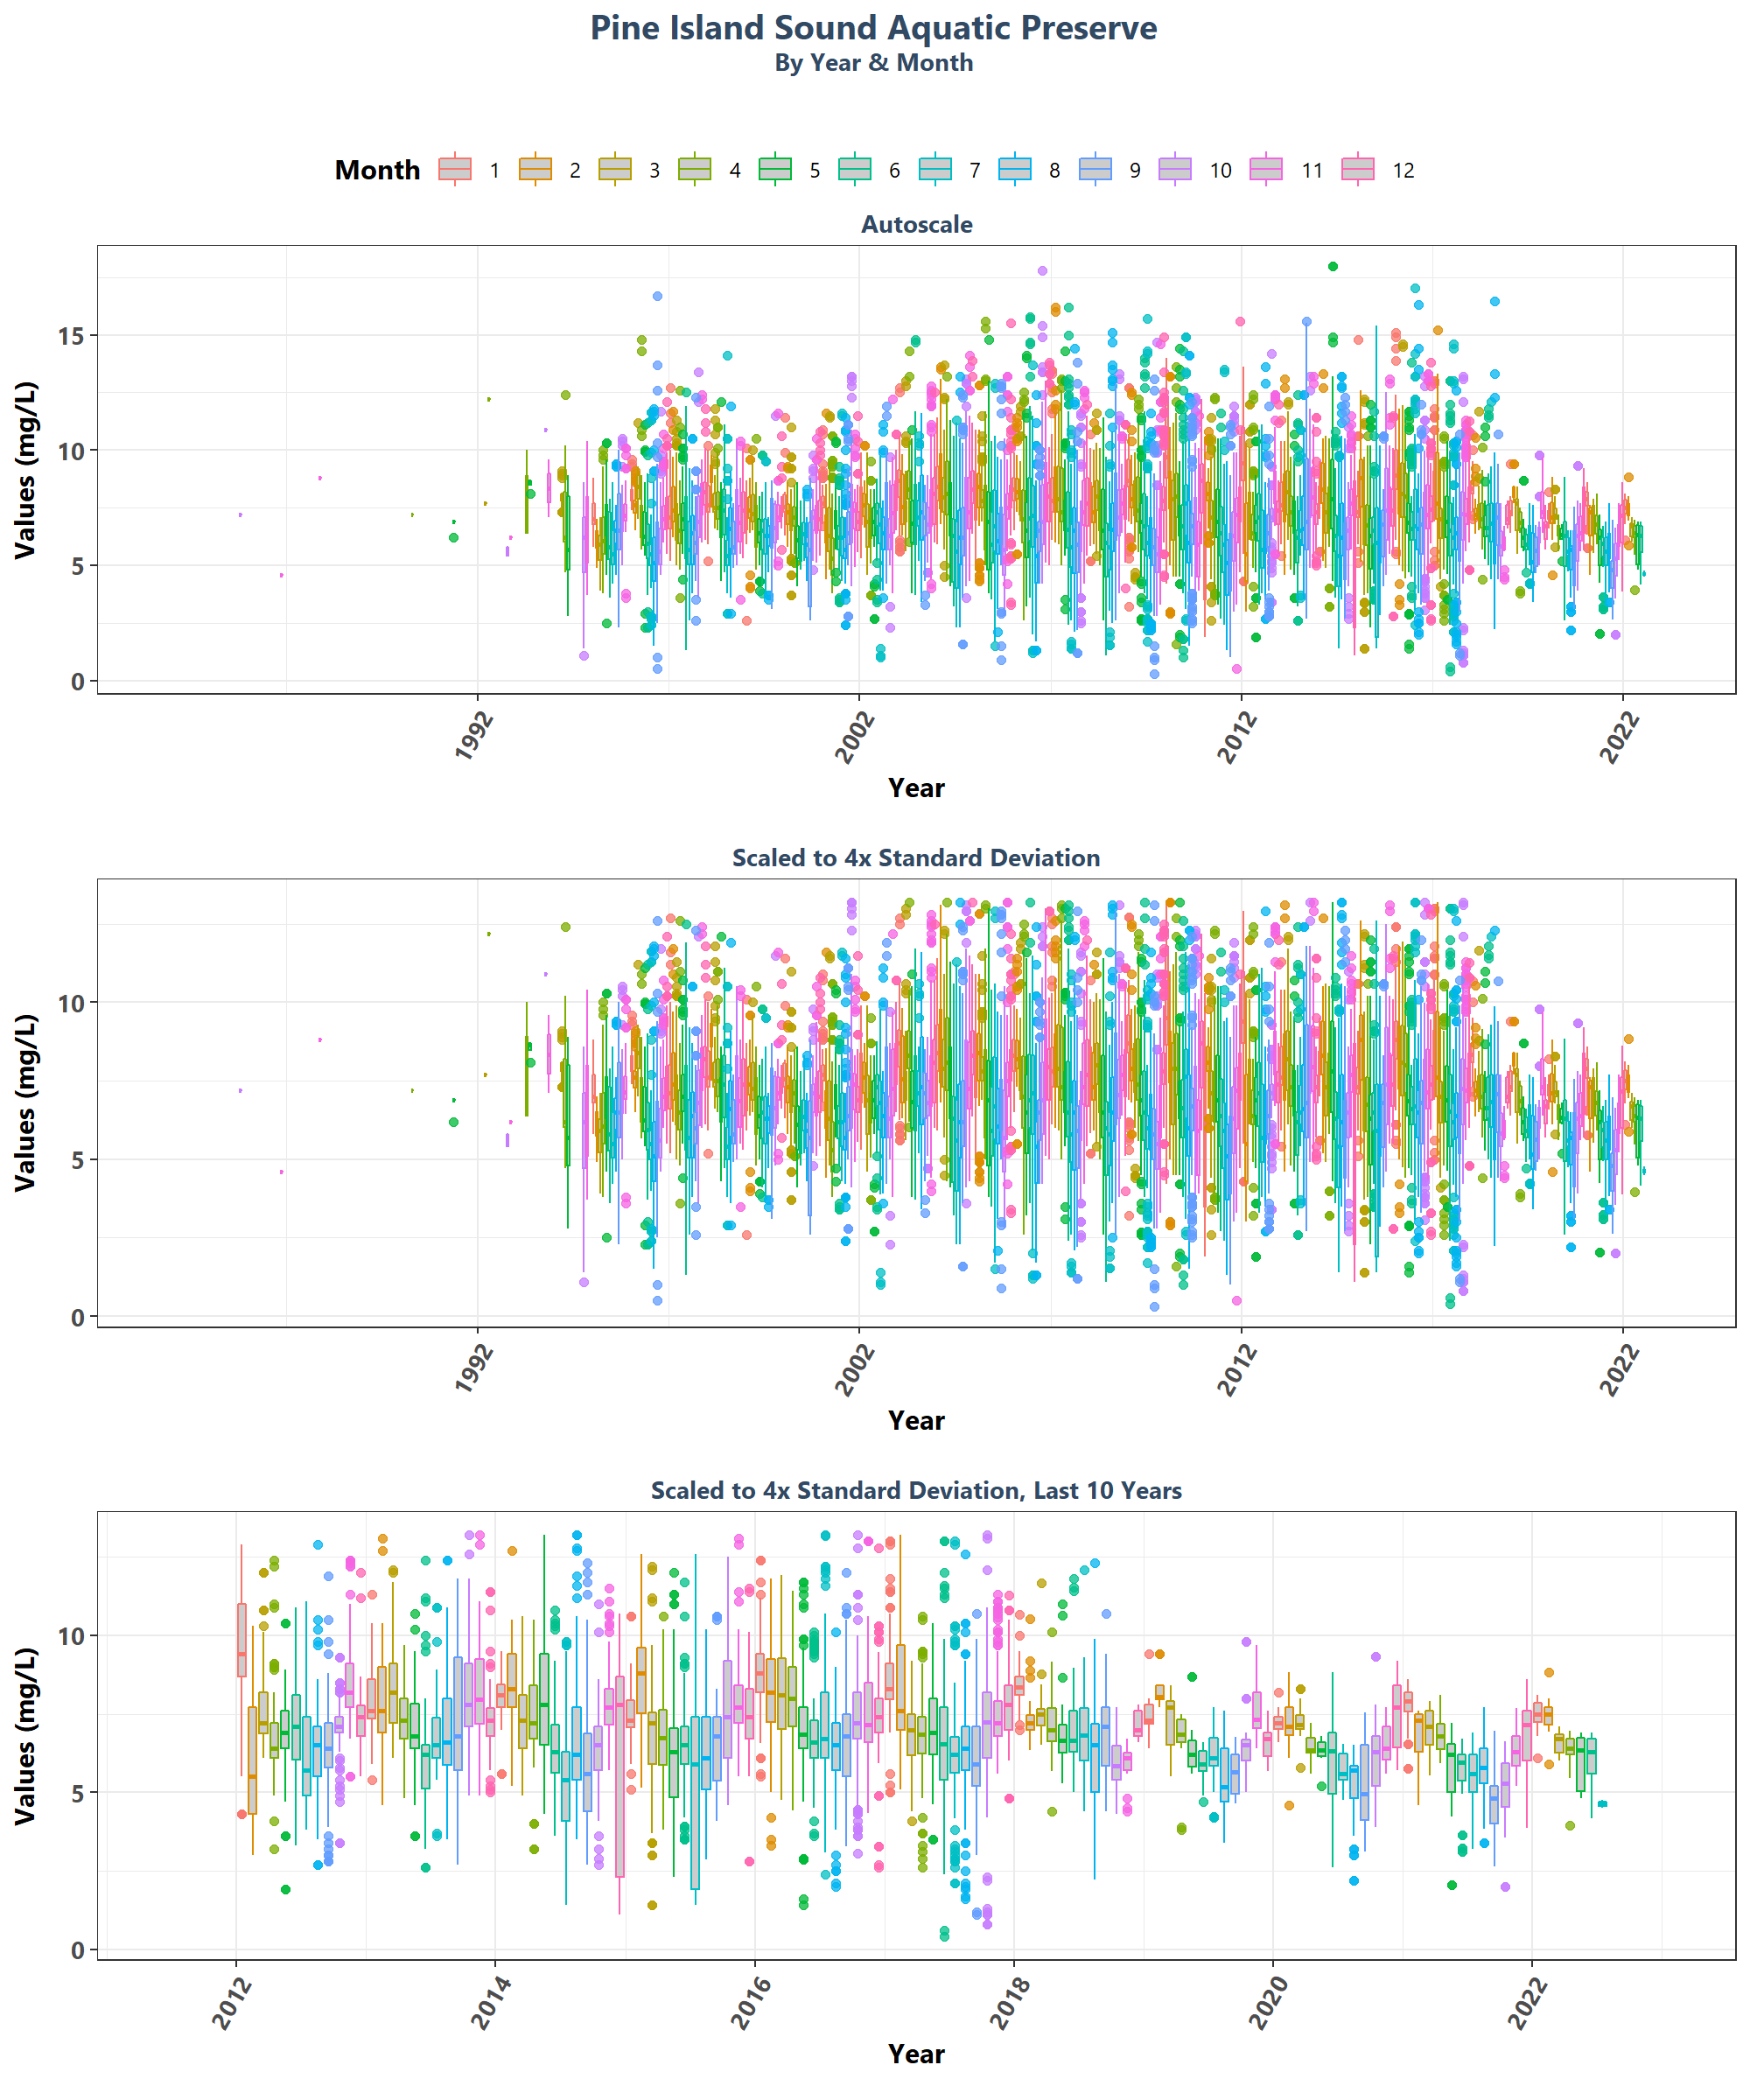 Pine Island Sound Aquatic Preserve
By Year & Month
Month 1 2 3 4 5 6 7 8 9 10 11 12
Autoscale
Values (mg/L)
15
10
5
0
1992 2002 2012 2022
Year
Scaled to 4x Standard Deviation
Values (mg/L)
10
5
0
1992 2002 2012 2022
Year
Scaled to 4x Standard Deviation, Last 10 Years
Values (mg/L)
10
5
0
2012 2014 2016 2018 2020 2022
Year